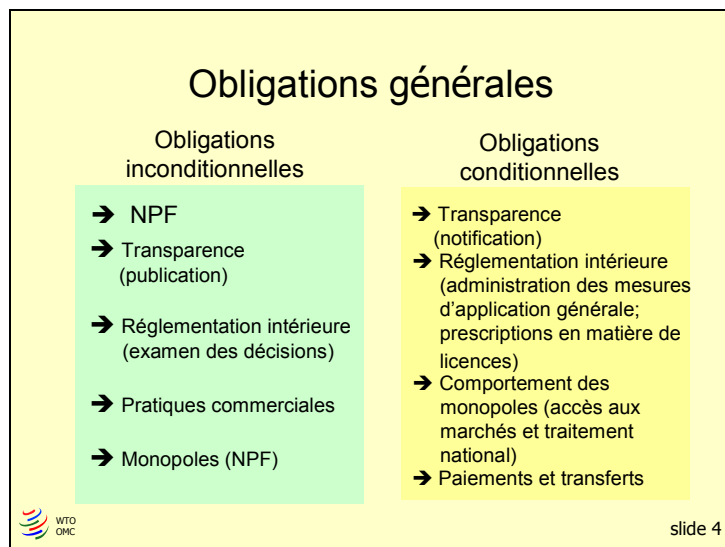 Obligations générales
Obligations
inconditionnelles
➔ NPF
➔ Transparence
(publication)
➔ Réglementation intérieure
(examen des décisions)
➔ Pratiques commerciales
➔ Monopoles (NPF)
Obligations
conditionnelles
➔ Transparence
(notification)
➔ Réglementation intérieure
(administration des mesures
d’application générale;
prescriptions en matière de
licences)
➔ Comportement des
monopoles (accès aux
marchés et traitement
national)
➔ Paiements et transferts
WTO
OMC
slide 4